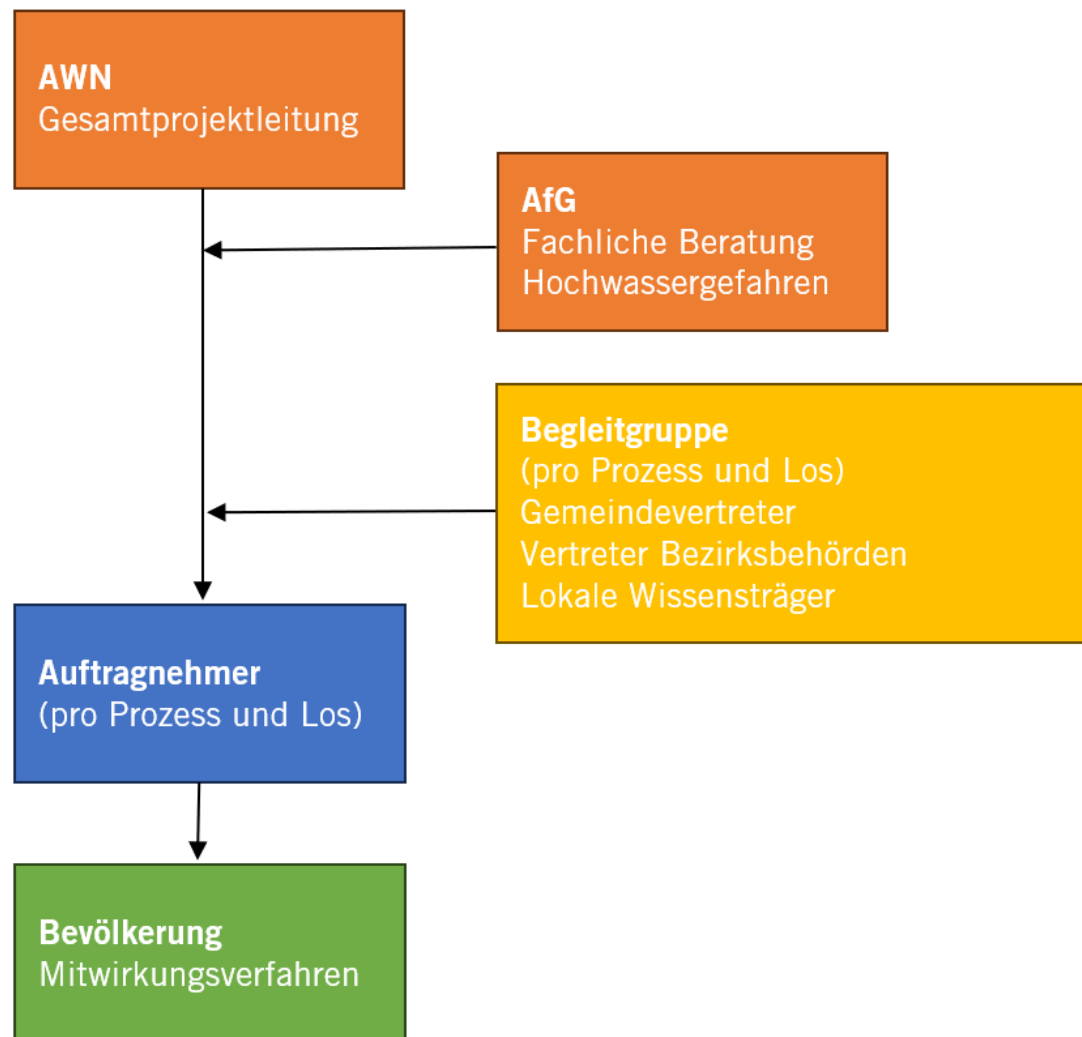 AWN
Gesamtprojektleitung
AfG
Fachliche Beratung
Hochwassergefahren
Begleitgruppe
(pro Prozess und Los)
Gemeindevertreter
Vertreter Bezirksbehörden
Lokale Wissensträger
Auftragnehmer
(pro Prozess und Los)
Bevölkerung
Mitwirkungsverfahren